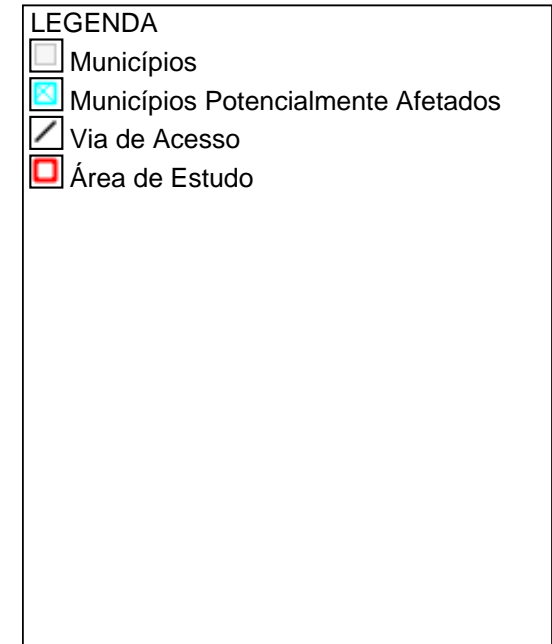 LEGENDA
Municípios
Municípios Potencialmente Afetados
Via de Acesso
Área de Estudo